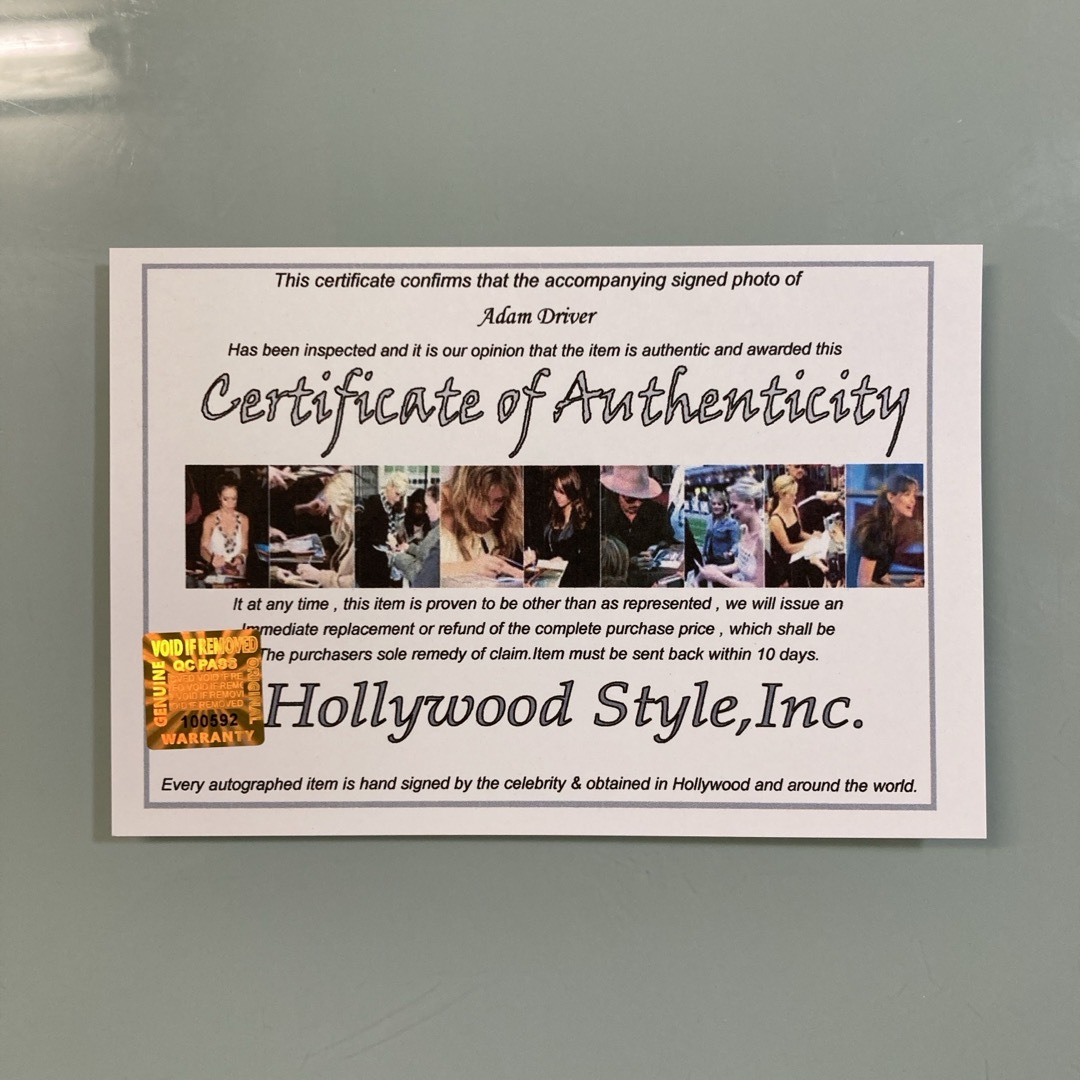 This certificate confirms that the accompanying signed photo of
Adam Driver
Has been inspected and it is our opinion that the item is authentic and awarded this
Certificate of Authenticity
It at any time , this item is proven to be other than as represented , we will issue an
Immediate replacement or refund of the complete purchase price , which shall be
The purchasers sole remedy of claim.Item must be sent back within 10 days.
Hollywood Style,Inc.
Every autographed item is hand signed by the celebrity & obtained in Hollywood and around the world.
VOID IF REMOVED
QC PASS
GENUINE
ORIGINAL
VOID IF REMOVED
100592
WARRANTY